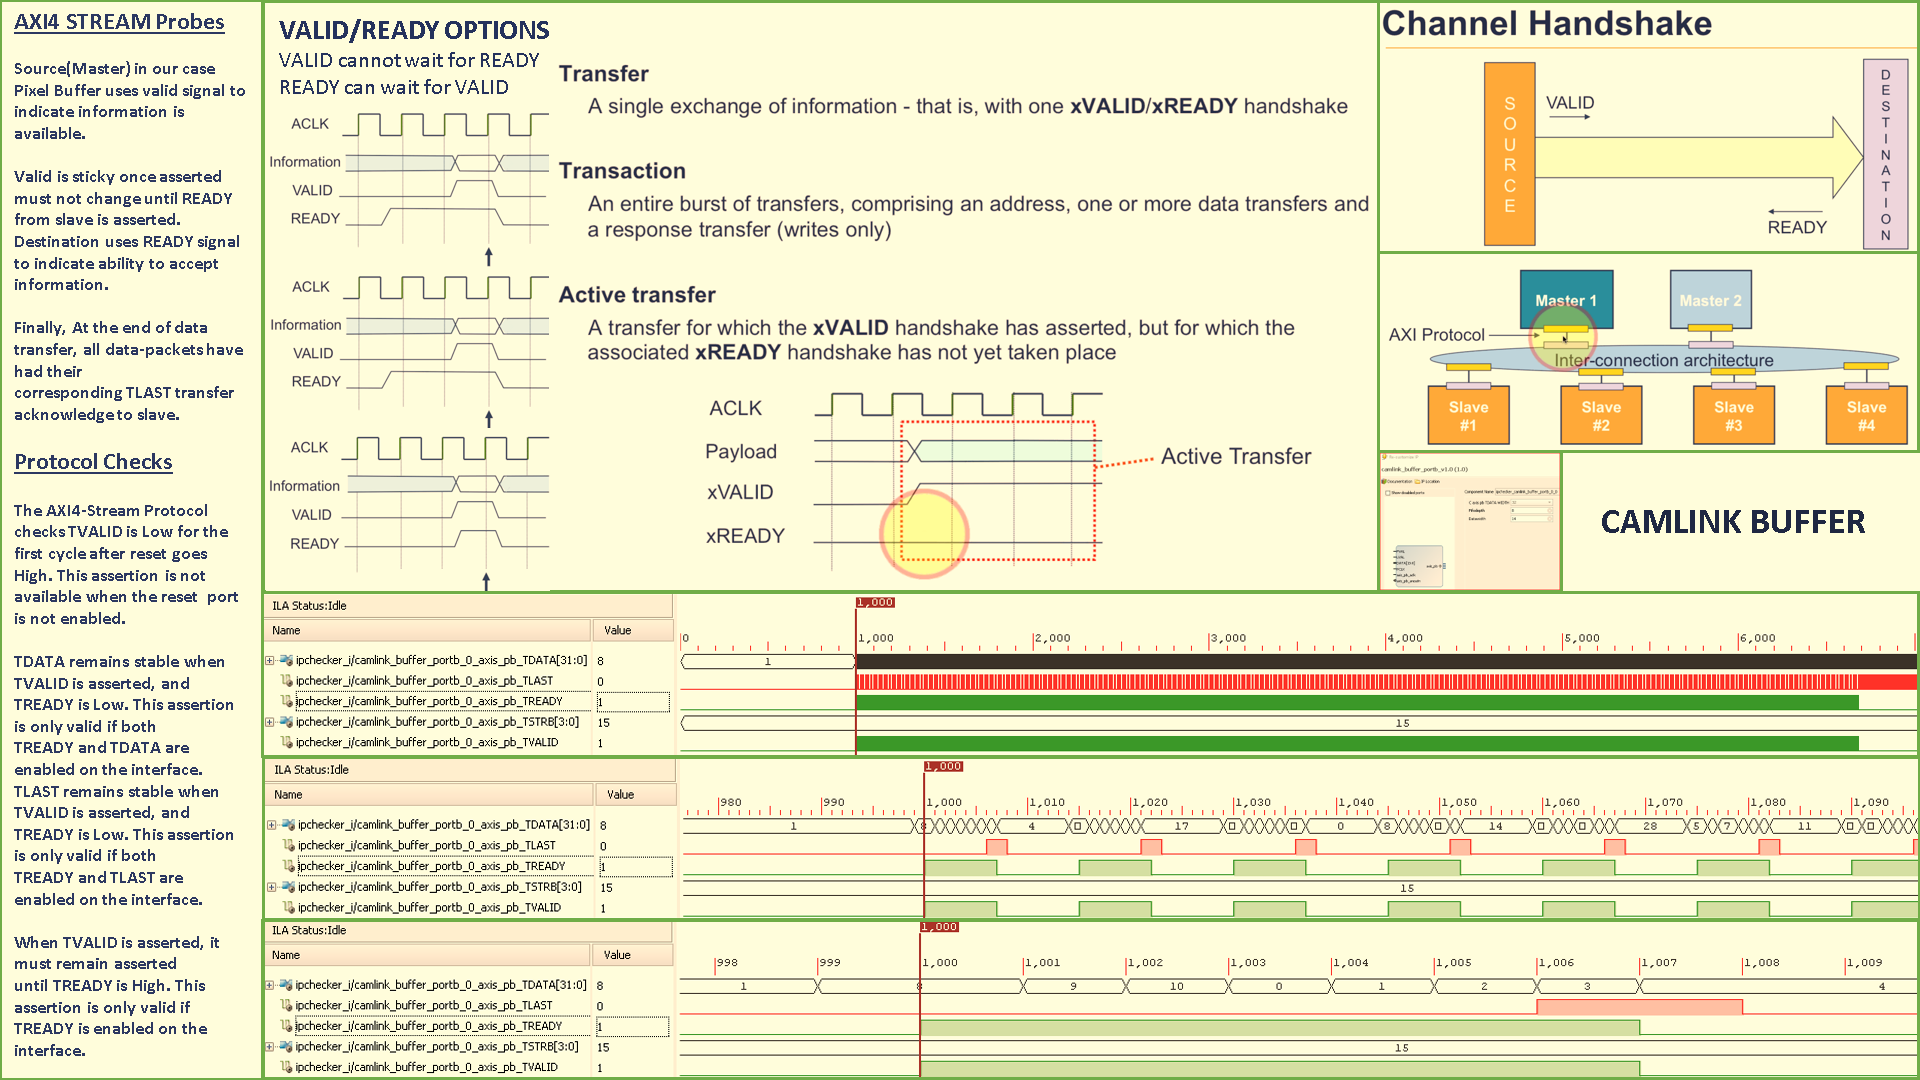 AXI4 STREAM Probes
Source(Master) in our case
Pixel Buffer uses valid signal to
indicate information is
available.
Valid is sticky once asserted
must not change until READY
from slave is asserted.
Destination uses READY signal
to indicate ability to accept
information.
Finally, At the end of data
transfer, all data-packets have
had their
corresponding TLAST transfer
acknowledge to slave.
Protocol Checks
The AXI4-Stream Protocol
checks TVALID is Low for the
first cycle after reset goes
High. This assertion is not
available when the reset port
is not enabled.
TDATA remains stable when
TVALID is asserted, and
TREADY is Low. This assertion
is only valid if both
TREADY and TDATA are
enabled on the interface.
TLAST remains stable when
TVALID is asserted, and
TREADY is Low. This assertion
is only valid if both
TREADY and TLAST are
enabled on the interface.
When TVALID is asserted, it
must remain asserted
until TREADY is High. This
assertion is only valid if
TREADY is enabled on the
interface.
VALID/READY OPTIONS
VALID cannot wait for READY
READY can wait for VALID
ACLK
Information
VALID
READY
ACLK
Information
VALID
READY
ACLK
Information
VALID
READY
Transfer
A single exchange of information - that is, with one xVALID/xREADY handshake
Transaction
An entire burst of transfers, comprising an address, one or more data transfers and
a response transfer (writes only)
Active transfer
A transfer for which the xVALID handshake has asserted, but for which the
associated xREADY handshake has not yet taken place
ACLK
Payload
xVALID
xREADY
Active Transfer
Channel Handshake
SOURCE
VALID
READY
DESTINATION
Master 1
Master 2
AXI Protocol
Inter-connection architecture
Slave #1
Slave #2
Slave #3
Slave #4
camlink_buffer_portb_v1.0 (1.0)
Documentation IP Location
Show disabled ports
Component Name
CAMLINK BUFFER
ILA Status:Idle
1,000
Name Value
0 1,000 2,000 3,000 4,000 5,000 6,000
ipchecker_i/camlink_buffer_portb_0_axis_pb_TDATA[31:0] 8 1
ipchecker_i/camlink_buffer_portb_0_axis_pb_TLAST 0
ipchecker_i/camlink_buffer_portb_0_axis_pb_TREADY 1
ipchecker_i/camlink_buffer_portb_0_axis_pb_TSTRB[3:0] 15 15
ipchecker_i/camlink_buffer_portb_0_axis_pb_TVALID 1
ILA Status:Idle
1,000
Name Value
980 990 1,000 1,010 1,020 1,030 1,040 1,050 1,060 1,070 1,080 1,090
ipchecker_i/camlink_buffer_portb_0_axis_pb_TDATA[31:0] 8 1 8 4 17 0 8 14 28 5 7 11
ipchecker_i/camlink_buffer_portb_0_axis_pb_TLAST 0
ipchecker_i/camlink_buffer_portb_0_axis_pb_TREADY 1
ipchecker_i/camlink_buffer_portb_0_axis_pb_TSTRB[3:0] 15 15
ipchecker_i/camlink_buffer_portb_0_axis_pb_TVALID 1
ILA Status:Idle
1,000
Name Value
998 999 1,000 1,001 1,002 1,003 1,004 1,005 1,006 1,007 1,008 1,009
ipchecker_i/camlink_buffer_portb_0_axis_pb_TDATA[31:0] 8 1 8 9 10 0 1 2 3 4
ipchecker_i/camlink_buffer_portb_0_axis_pb_TLAST 0
ipchecker_i/camlink_buffer_portb_0_axis_pb_TREADY 1
ipchecker_i/camlink_buffer_portb_0_axis_pb_TSTRB[3:0] 15 15
ipchecker_i/camlink_buffer_portb_0_axis_pb_TVALID 1